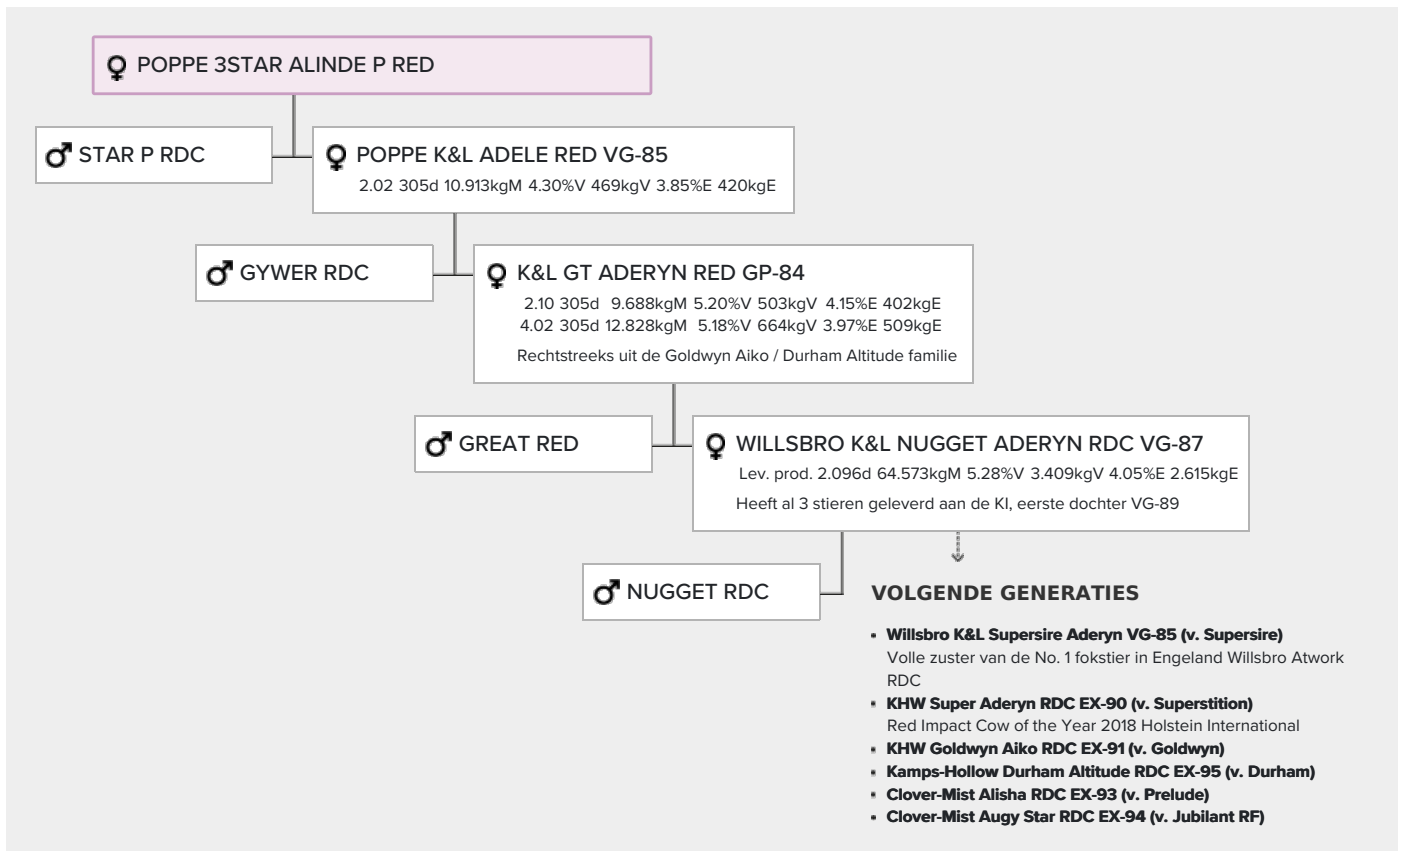 POPPE 3STAR ALINDE P RED
STAR P RDC
POPPE K&L ADELE RED VG-85
2.02 305d 10.913kgM 4.30%V 469kgV 3.85%E 420kgE
GYWER RDC
K&L GT ADERYN RED GP-84
2.10 305d 9.688kgM 5.20%V 503kgV 4.15%E 402kgE
4.02 305d 12.828kgM 5.18%V 664kgV 3.97%E 509kgE
Rechtstreeks uit de Goldwyn Aiko / Durham Altitude familie
GREAT RED
WILLSBRO K&L NUGGET ADERYN RDC VG-87
Lev. prod. 2.096d 64.573kgM 5.28%V 3.409kgV 4.05%E 2.615kgE
Heeft al 3 stieren geleverd aan de KI, eerste dochter VG-89
NUGGET RDC
VOLGENDE GENERATIES
Willsbro K&L Supersire Aderyn VG-85 (v. Supersire)
Volle zuster van de No. 1 fokstier in Engeland Willsbro Atwork
RDC
KHW Super Aderyn RDC EX-90 (v. Superstition)
Red Impact Cow of the Year 2018 Holstein International
KHW Goldwyn Aiko RDC EX-91 (v. Goldwyn)
Kamps-Hollow Durham Altitude RDC EX-95 (v. Durham)
Clover-Mist Alisha RDC EX-93 (v. Prelude)
Clover-Mist Augy Star RDC EX-94 (v. Jubilant RF)